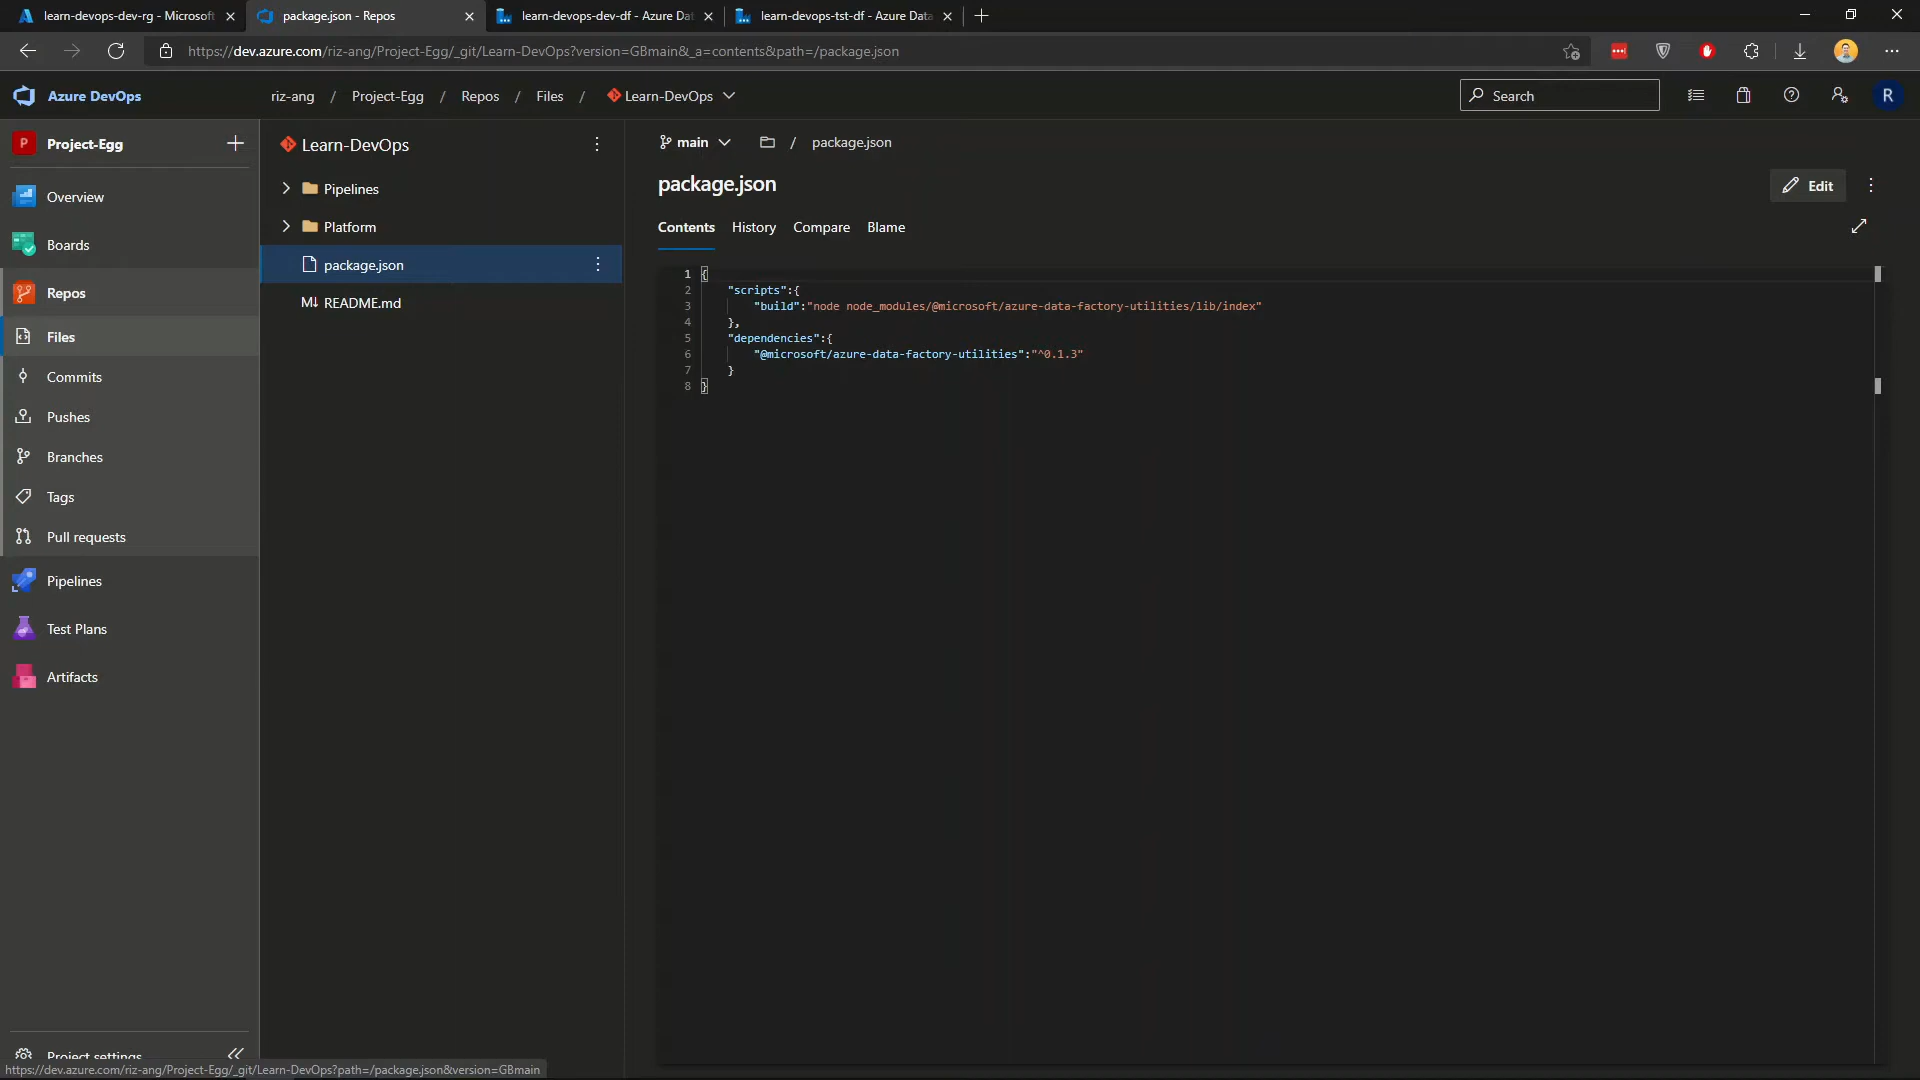 learn-devops-dev-rg - Microsoft
package.json - Repos
learn-devops-dev-df - Azure Dat
learn-devops-tst-df - Azure Data
https://dev.azure.com/riz-ang/Project-Egg/_git/Learn-DevOps?version=GBmain&_a=contents&path=/package.json
Azure DevOps
riz-ang / Project-Egg / Repos / Files / Learn-DevOps
Search
R
P Project-Egg
Overview
Boards
Repos
Files
Commits
Pushes
Branches
Tags
Pull requests
Pipelines
Test Plans
Artifacts
Project settings
https://dev.azure.com/riz-ang/Project-Egg/_git/Learn-DevOps?path=/package.json&version=GBmain
Learn-DevOps
Pipelines
Platform
package.json
M↓ README.md
main / package.json
package.json
Edit
Contents History Compare Blame
1 {
2 "scripts":{
3 "build":"node node_modules/@microsoft/azure-data-factory-utilities/lib/index"
4 },
5 "dependencies":{
6 "@microsoft/azure-data-factory-utilities":"^0.1.3"
7 }
8 }